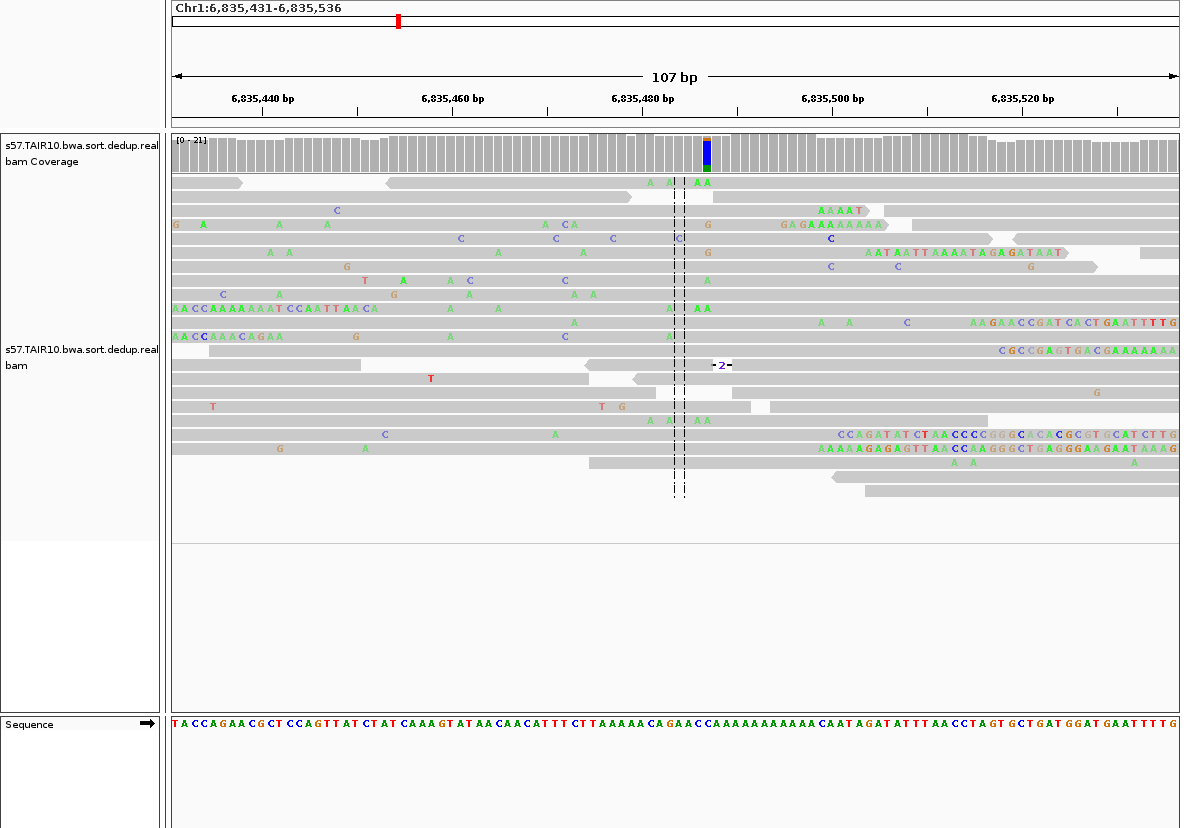 Chr1:6,835,431-6,835,536
107 bp
6,835,440 bp 6,835,460 bp 6,835,480 bp 6,835,500 bp 6,835,520 bp
s57.TAIR10.bwa.sort.dedup.real
bam Coverage
[0 - 21]
A A A A
C AAAAT
G A A A A C A G GAGAAAAAAAA
C C C C C
A A A A G AATAATTAAAATAGAGATAAT
G C C G
T A A C C A
C A G A A A
AACCAAAAAAATCCAATTAACA A A A A A
A A A C AAGAACCGATCACTGAATTTTG
AACCAAACAGAA G A C A
s57.TAIR10.bwa.sort.dedup.real
bam
CGCCGAGTGACGAAAAAAA
2
T
G
T T G
A A A A
C A CCAGATATCTAACCCCGGGCACACGCGTGCATCTTG
G A AAAAAGAGAGTTAACCAAGGGCTGAGGGAAGAATAAAG
A A A
Sequence
TACCAGAACGCTCCAGTTATCTATCAAAGTATAACAACATTTCTTAAAAACAGAACCAAAAAAAAAAACAATAGATATTTAACCTAGTGCTGATGGATGAATTTTG